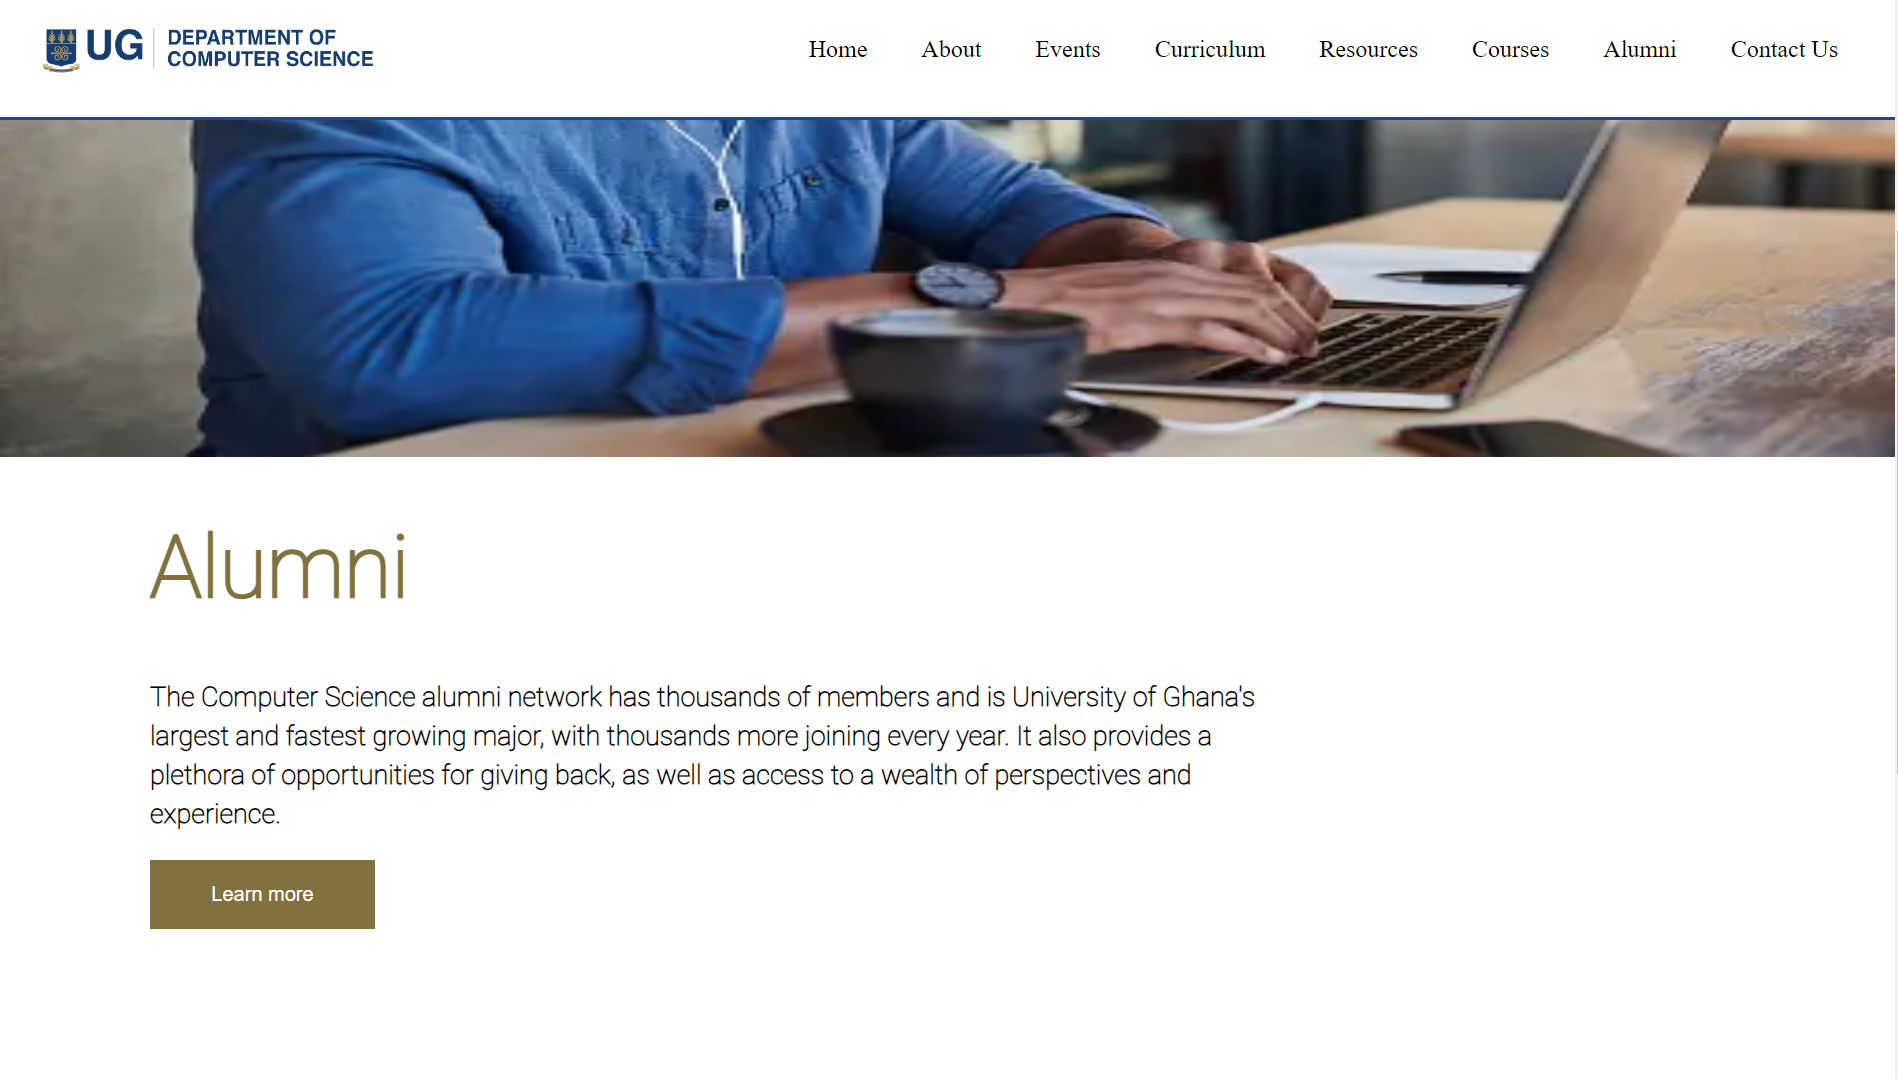 UG
DEPARTMENT OF
COMPUTER SCIENCE
Home About Events Curriculum Resources Courses Alumni Contact Us
Alumni
The Computer Science alumni network has thousands of members and is University of Ghana's
largest and fastest growing major, with thousands more joining every year. It also provides a
plethora of opportunities for giving back, as well as access to a wealth of perspectives and
experience.
Learn more